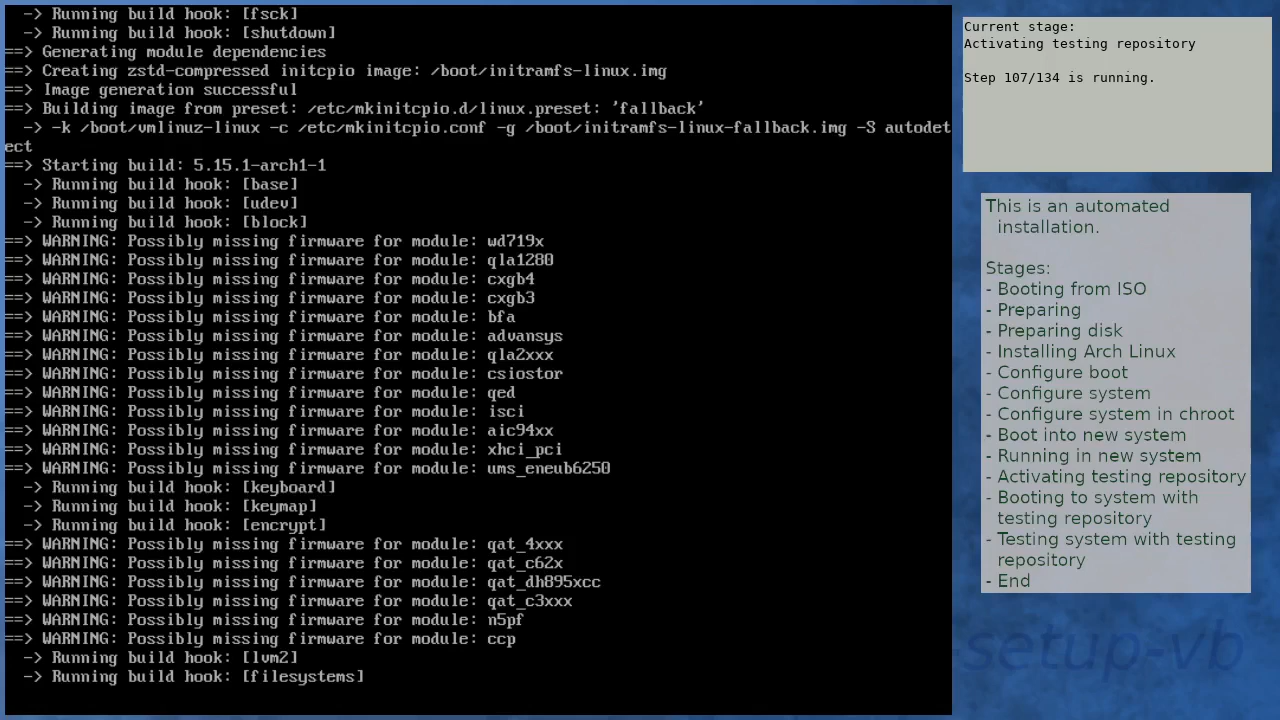 -> Running build hook: [fsck]
  -> Running build hook: [shutdown]
==> Generating module dependencies
==> Creating zstd-compressed initcpio image: /boot/initramfs-linux.img
==> Image generation successful
==> Building image from preset: /etc/mkinitcpio.d/linux.preset: 'fallback'
  -> -k /boot/vmlinuz-linux -c /etc/mkinitcpio.conf -g /boot/initramfs-linux-fallback.img -S autodet
ect
==> Starting build: 5.15.1-arch1-1
  -> Running build hook: [base]
  -> Running build hook: [udev]
  -> Running build hook: [block]
==> WARNING: Possibly missing firmware for module: wd719x
==> WARNING: Possibly missing firmware for module: qla1280
==> WARNING: Possibly missing firmware for module: cxgb4
==> WARNING: Possibly missing firmware for module: cxgb3
==> WARNING: Possibly missing firmware for module: bfa
==> WARNING: Possibly missing firmware for module: advansys
==> WARNING: Possibly missing firmware for module: qla2xxx
==> WARNING: Possibly missing firmware for module: csiostor
==> WARNING: Possibly missing firmware for module: qed
==> WARNING: Possibly missing firmware for module: isci
==> WARNING: Possibly missing firmware for module: aic94xx
==> WARNING: Possibly missing firmware for module: xhci_pci
==> WARNING: Possibly missing firmware for module: ums_eneub6250
  -> Running build hook: [keyboard]
  -> Running build hook: [keymap]
  -> Running build hook: [encrypt]
==> WARNING: Possibly missing firmware for module: qat_4xxx
==> WARNING: Possibly missing firmware for module: qat_c62x
==> WARNING: Possibly missing firmware for module: qat_dh895xcc
==> WARNING: Possibly missing firmware for module: qat_c3xxx
==> WARNING: Possibly missing firmware for module: n5pf
==> WARNING: Possibly missing firmware for module: ccp
  -> Running build hook: [lvm2]
  -> Running build hook: [filesystems]
Current stage:
Activating testing repository
Step 107/134 is running.
This is an automated
installation.
Stages:
- Booting from ISO
- Preparing
- Preparing disk
- Installing Arch Linux
- Configure boot
- Configure system
- Configure system in chroot
- Boot into new system
- Running in new system
- Activating testing repository
- Booting to system with
testing repository
- Testing system with testing
repository
- End
-setup-vb